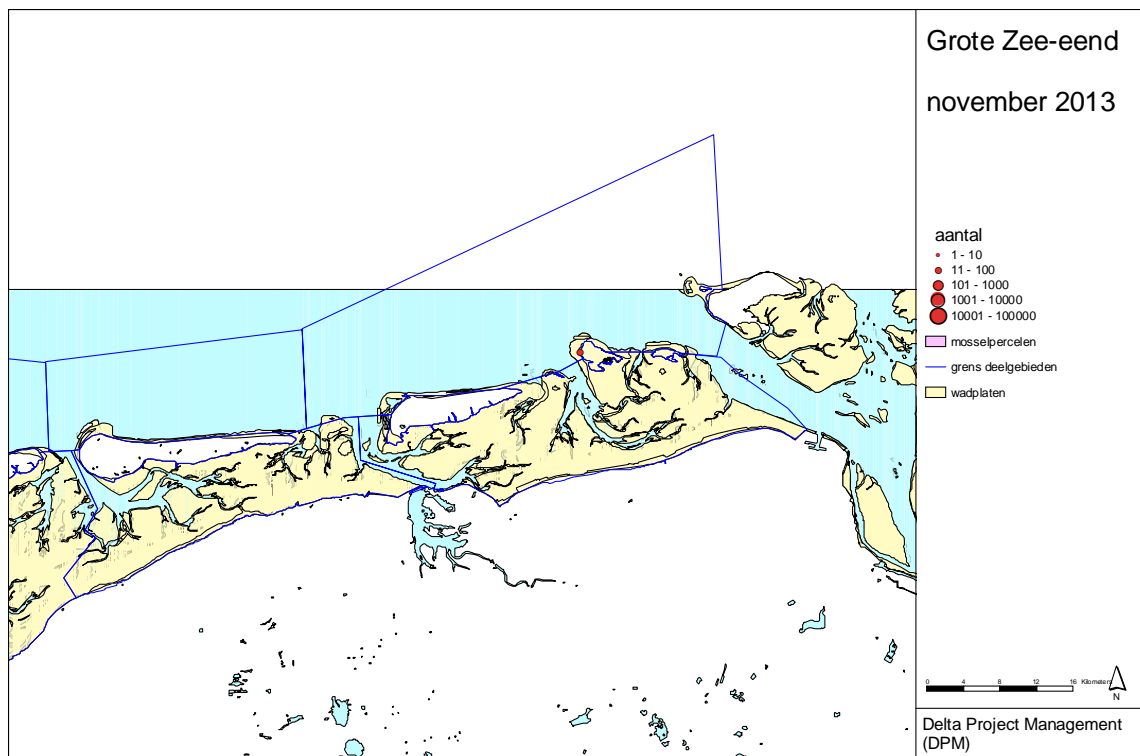 Grote Zee-eend
november 2013
aantal
1 - 10
11 - 100
101 - 1000
1001 - 10000
10001 - 100000
mosselpercelen
grens deelgebieden
wadplaten
0 4 8 12 16 Kilometers
N
Delta Project Management
(DPM)